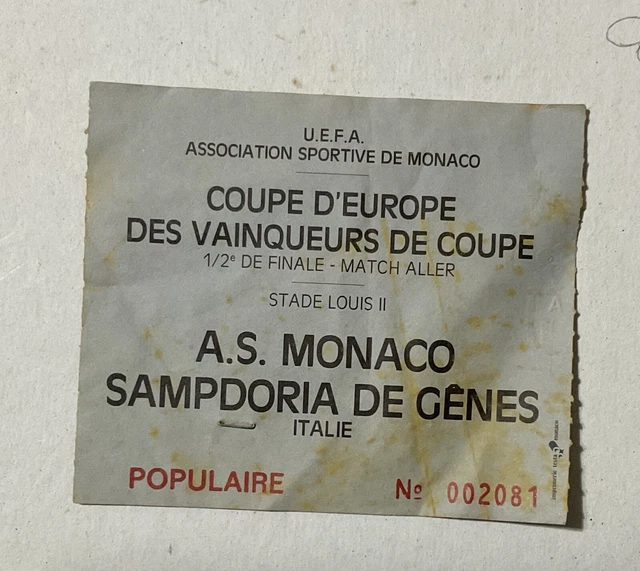 U.E.F.A.
ASSOCIATION SPORTIVE DE MONACO
COUPE D'EUROPE
DES VAINQUEURS DE COUPE
1/2e DE FINALE - MATCH ALLER
STADE LOUIS II
A.S. MONACO
SAMPDORIA DE GÊNES
ITALIE
POPULAIRE
Nº 002081